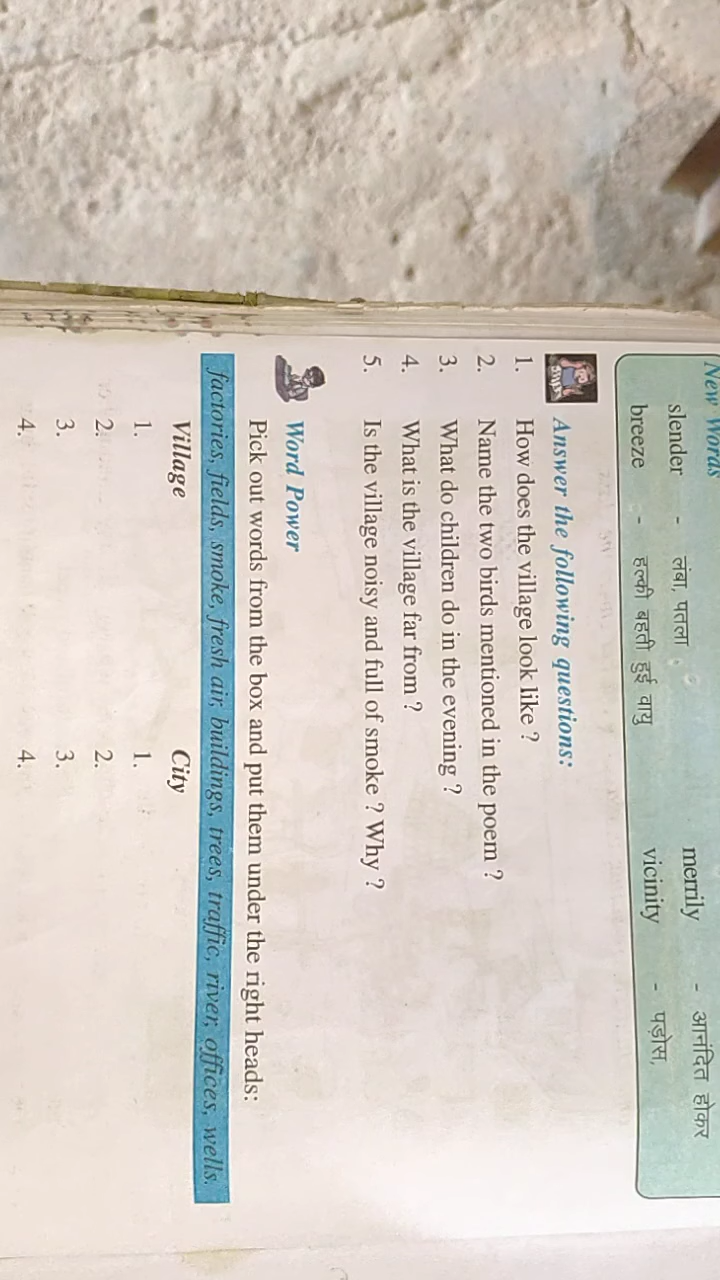 New Words
slender - लंबा, पतला merrily - आनंदित होकर
breeze - हल्की बहती हुई वायु vicinity - पड़ोस,
Answer the following questions:
1. How does the village look like ?
2. Name the two birds mentioned in the poem ?
3. What do children do in the evening ?
4. What is the village far from ?
5. Is the village noisy and full of smoke ? Why ?
Word Power
Pick out words from the box and put them under the right heads:
factories, fields, smoke, fresh air, buildings, trees, traffic, river, offices, wells.
Village City
1. 1.
2. 2.
3. 3.
4. 4.